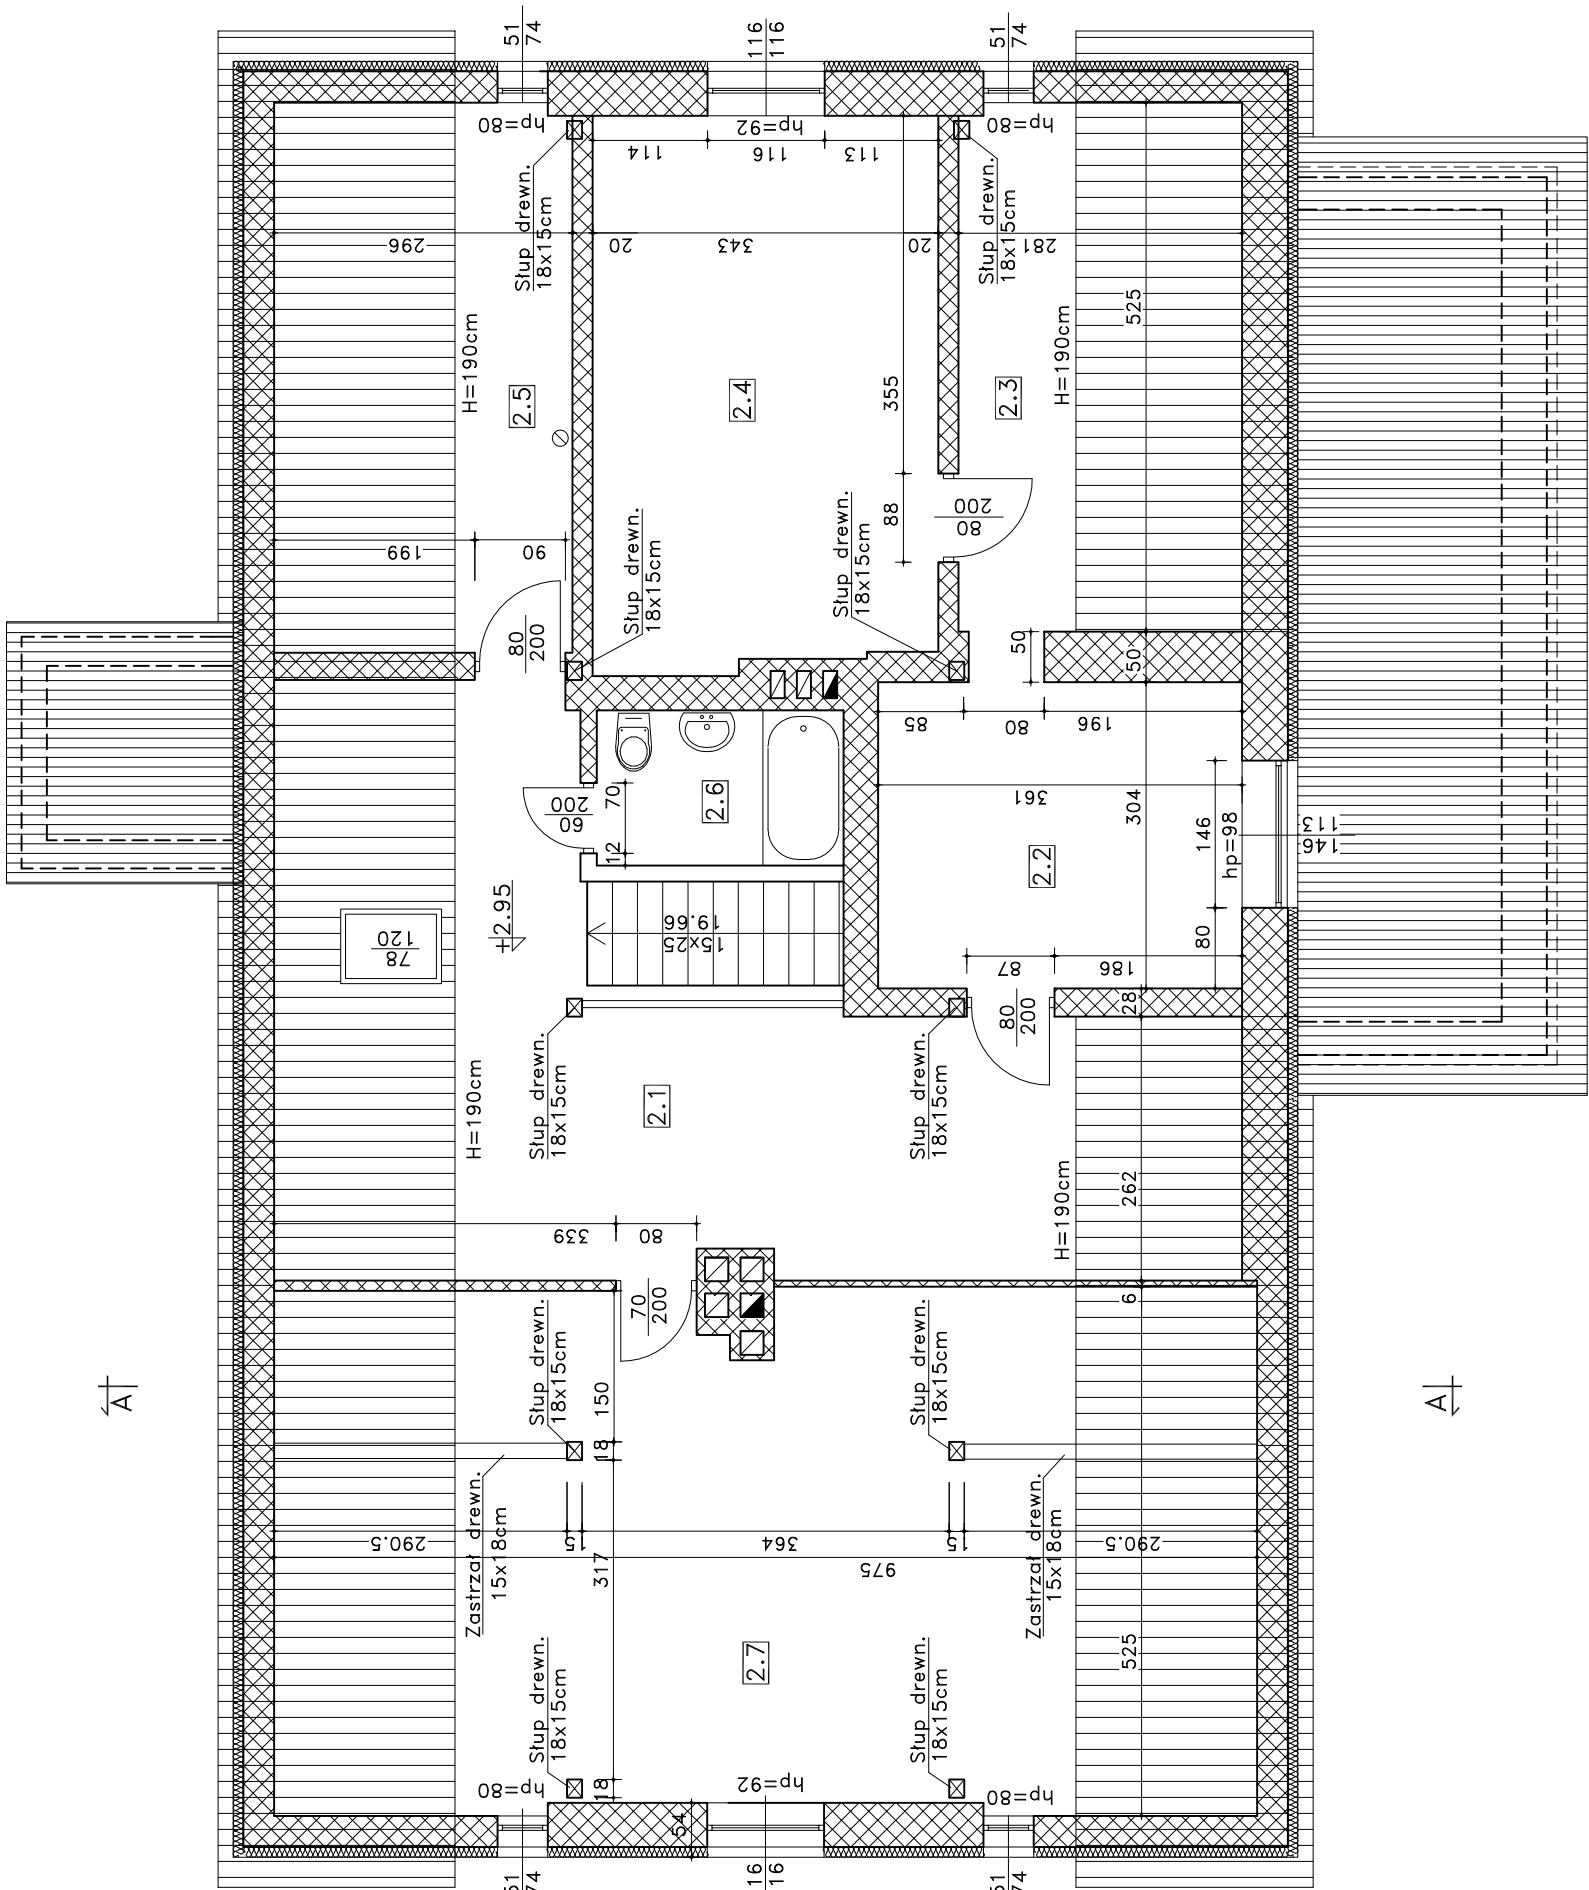 51
74
116
116
51
74
hp=80
hp=92
hp=80
114
116
113
Słup drewn.
18x15cm
Słup drewn.
18x15cm
296
20
343
20
281
525
H=190cm
H=190cm
2.5
2.4
355
2.3
Słup drewn.
18x15cm
88
80
200
199
90
Słup drewn.
18x15cm
80
200
50
50
85
80
196
60
200
70
12
2.6
361
304
146
hp=98
146
113
2.2
78
120
+2.95
15x25
19.66
80
87
186
28
80
200
H=190cm
Słup drewn.
18x15cm
2.1
Słup drewn.
18x15cm
H=190cm
262
339
80
70
200
6
Słup drewn.
18x15cm
150
Słup drewn.
18x15cm
A
A
18
Zastrzał drewn.
15x18cm
Zastrzał drewn.
15x18cm
290.5
15
364
15
290.5
317
975
525
2.7
Słup drewn.
18x15cm
Słup drewn.
18x15cm
hp=80
18
hp=92
hp=80
54
51
74
16
16
51
74